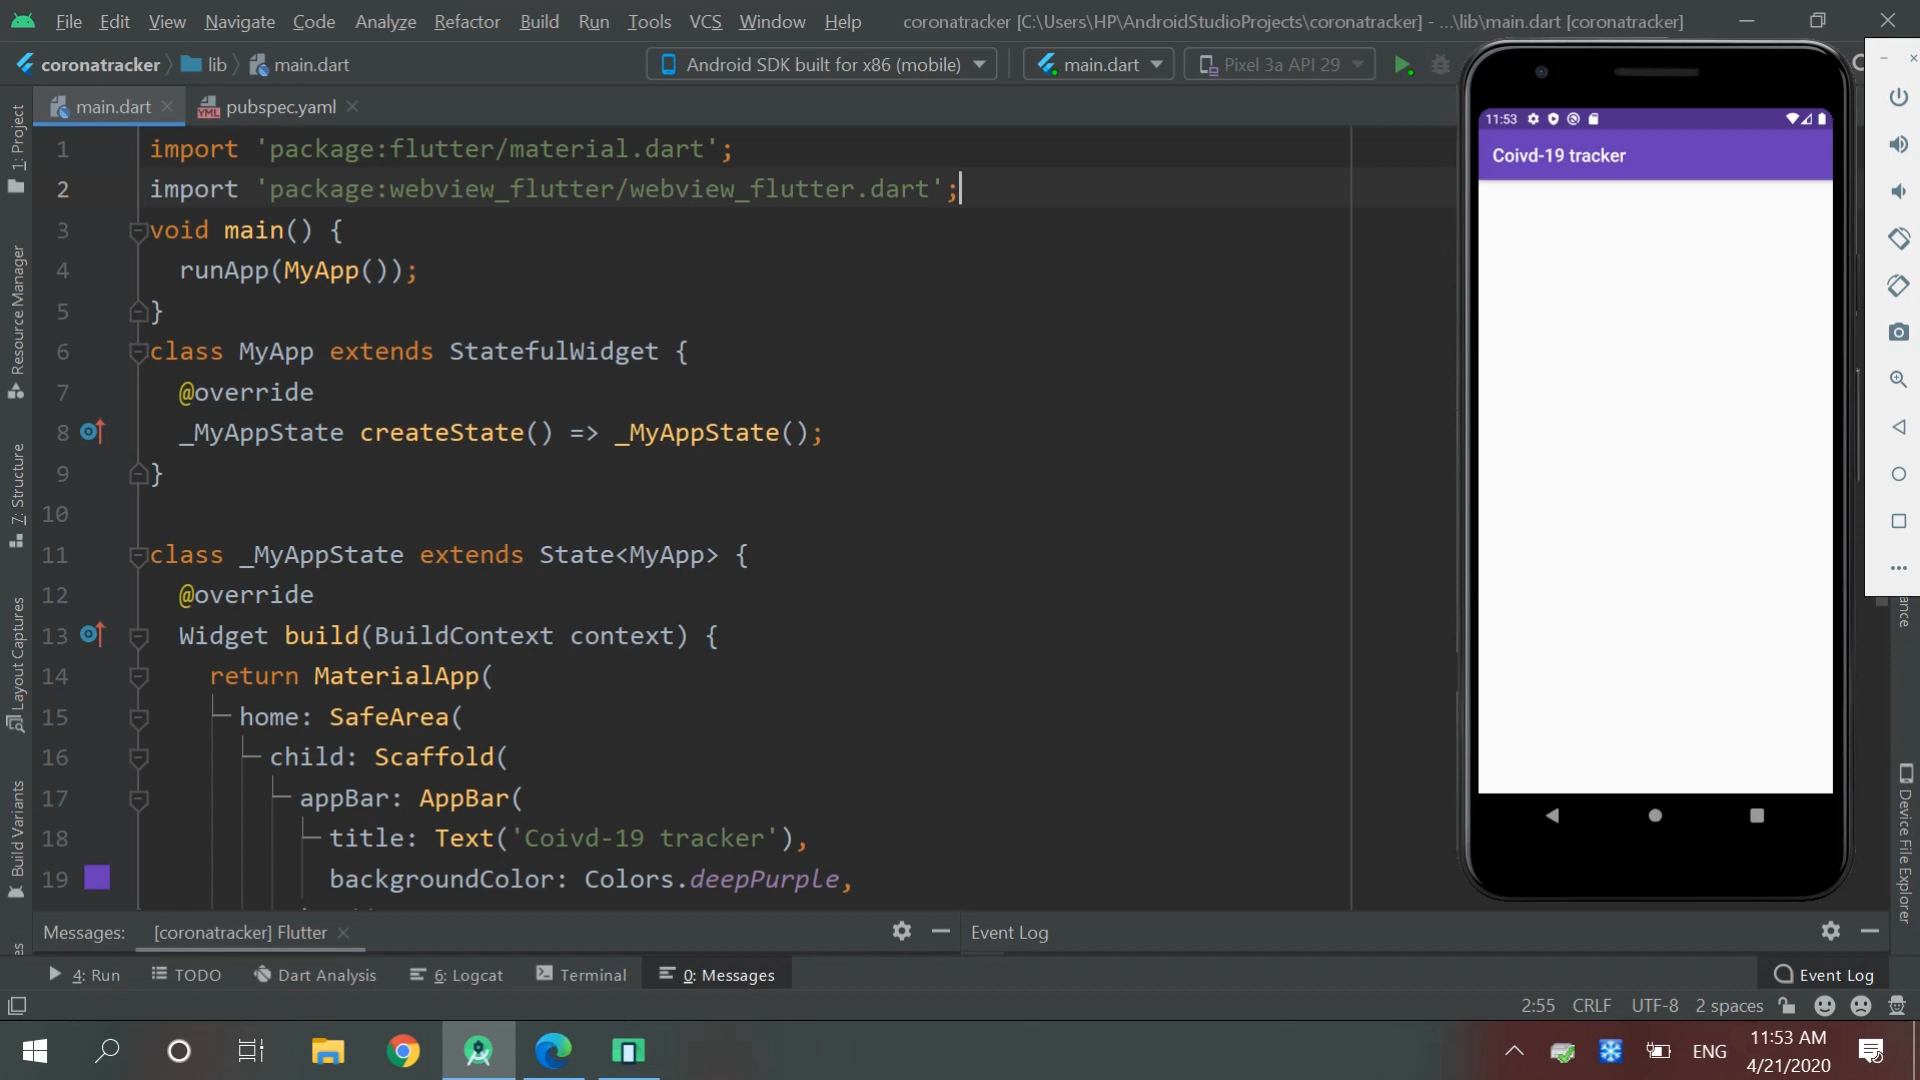 File Edit View Navigate Code Analyze Refactor Build Run Tools VCS Window Help coronatracker [C:\Users\HP\AndroidStudioProjects\coronatracker] - ...\lib\main.dart [coronatracker]
coronatracker lib main.dart Android SDK built for x86 (mobile) main.dart Pixel 3a API 29
main.dart pubspec.yaml
1 import 'package:flutter/material.dart';
2 import 'package:webview_flutter/webview_flutter.dart';
3 void main() {
4 runApp(MyApp());
5 }
6 class MyApp extends StatefulWidget {
7 @override
8 _MyAppState createState() => _MyAppState();
9 }
10
11 class _MyAppState extends State<MyApp> {
12 @override
13 Widget build(BuildContext context) {
14 return MaterialApp(
15 home: SafeArea(
16 child: Scaffold(
17 appBar: AppBar(
18 title: Text('Coivd-19 tracker'),
19 backgroundColor: Colors.deepPurple,
1: Project
Resource Manager
7: Structure
Layout Captures
Build Variants
11:53
Coivd-19 tracker
Device File Explorer
Messages: [coronatracker] Flutter Event Log
4: Run TODO Dart Analysis 6: Logcat Terminal 0: Messages Event Log
2:55 CRLF UTF-8 2 spaces
ENG
11:53 AM
4/21/2020